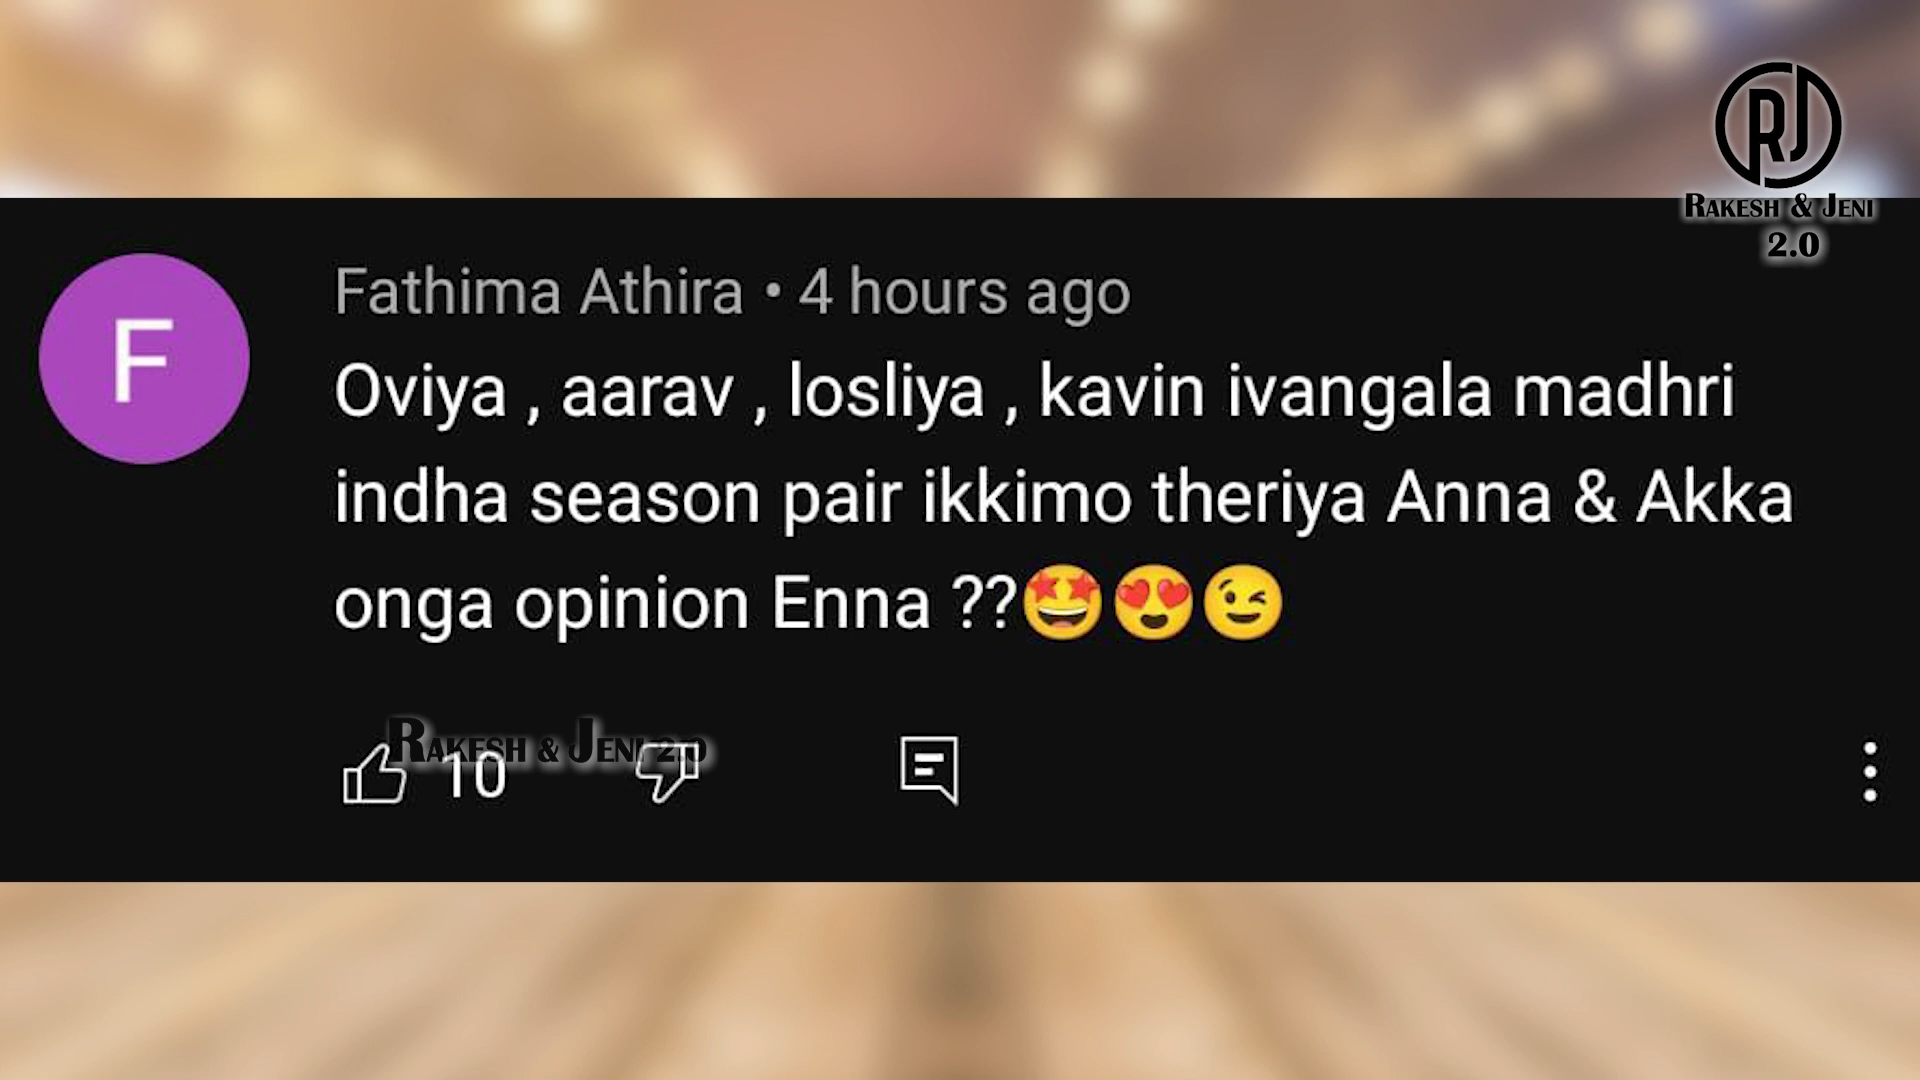 RJ
RAKESH & JENI
2.0
F
Fathima Athira • 4 hours ago
Oviya , aarav , losliya , kavin ivangala madhri
indha season pair ikkimo theriya Anna & Akka
onga opinion Enna ??🤩😍😉
RAKESH & JENI 2.0
10